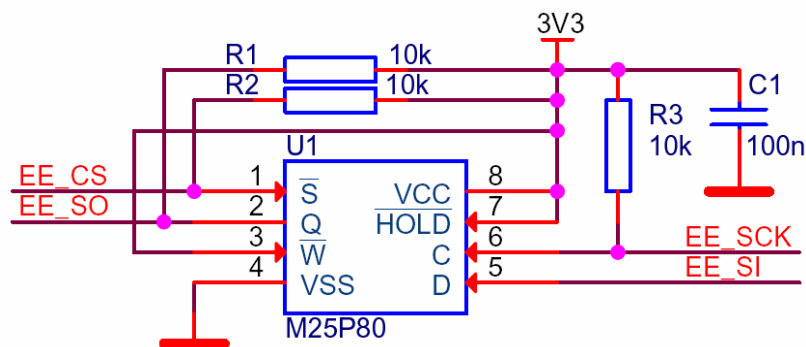 3V3
R1 10k
R2 10k
C1
100n
R3
10k
U1
EE_CS 1 S VCC 8
EE_SO 2 Q HOLD 7
3 W C 6 EE_SCK
4 VSS D 5 EE_SI
M25P80